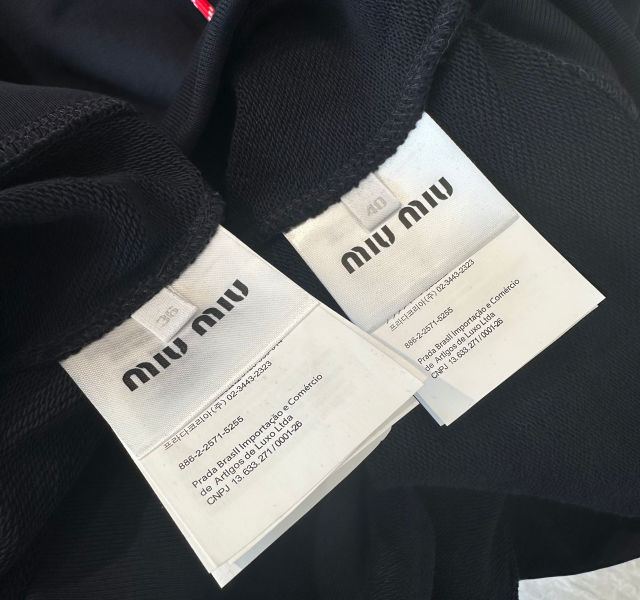 36
MIU MIU
프라다코리아(주) 02-3443-2323
886-2-2571-5255
Prada Brasil Importação e Comércio
de Artigos de Luxo Ltda
CNPJ 13.633.271/0001-26
40
MIU MIU
프라다코리아(주) 02-3443-2323
886-2-2571-5255
Prada Brasil Importação e Comércio
de Artigos de Luxo Ltda
CNPJ 13.633.271/0001-26